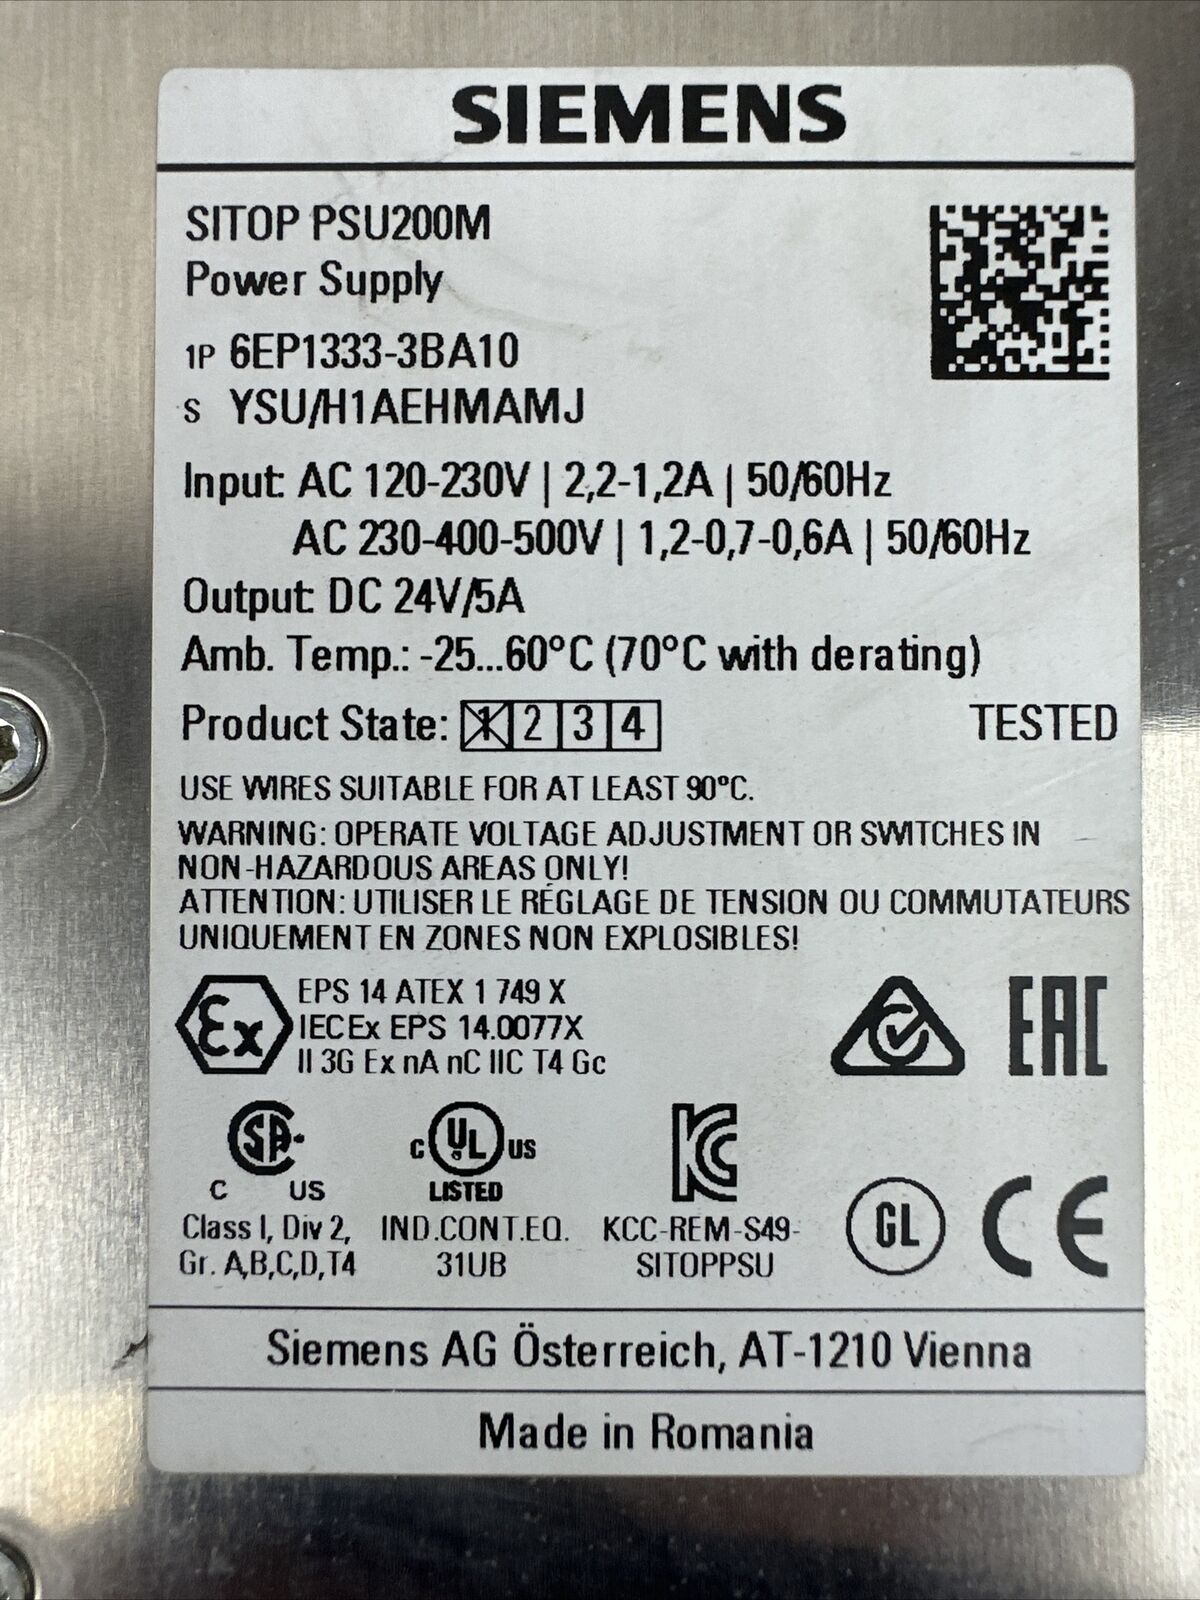 SIEMENS
SITOP PSU200M
Power Supply
1P 6EP1333-3BA10
S YSU/H1AEHMAMJ
Input: AC 120-230V | 2,2-1,2A | 50/60Hz
AC 230-400-500V | 1,2-0,7-0,6A | 50/60Hz
Output: DC 24V/5A
Amb. Temp.: -25...60°C (70°C with derating)
Product State: 1 2 3 4 TESTED
USE WIRES SUITABLE FOR AT LEAST 90°C.
WARNING: OPERATE VOLTAGE ADJUSTMENT OR SWITCHES IN
NON-HAZARDOUS AREAS ONLY!
ATTENTION: UTILISER LE RÉGLAGE DE TENSION OU COMMUTATEURS
UNIQUEMENT EN ZONES NON EXPLOSIBLES!
Ex EPS 14 ATEX 1 749 X
IECEx EPS 14.0077X
II 3G Ex nA nC IIC T4 Gc
EAC
SA
C US
Class I, Div 2,
Gr. A,B,C,D,T4
C UL US
LISTED
IND.CONT.EQ.
31UB
KC
KCC-REM-S49-
SITOPPSU
GL CE
Siemens AG Österreich, AT-1210 Vienna
Made in Romania